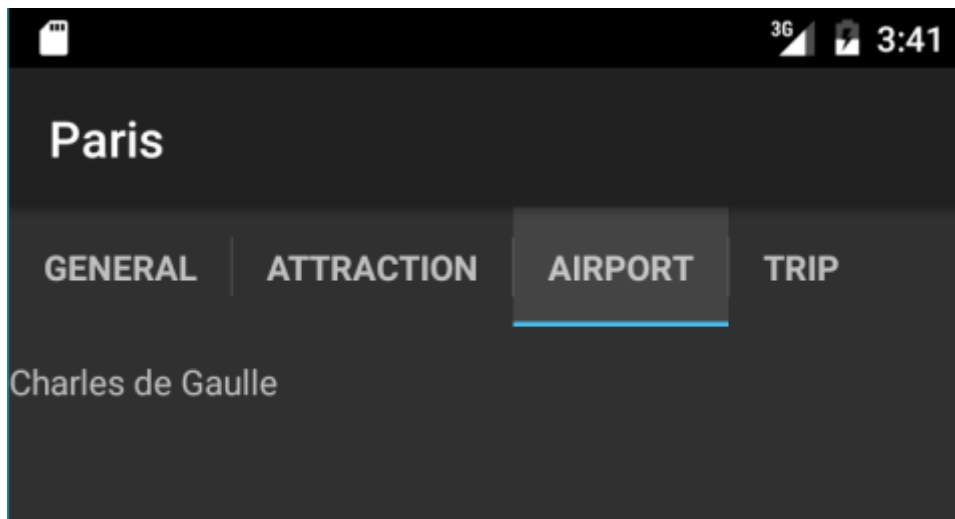 3G 3:41
Paris
GENERAL ATTRACTION AIRPORT TRIP
Charles de Gaulle